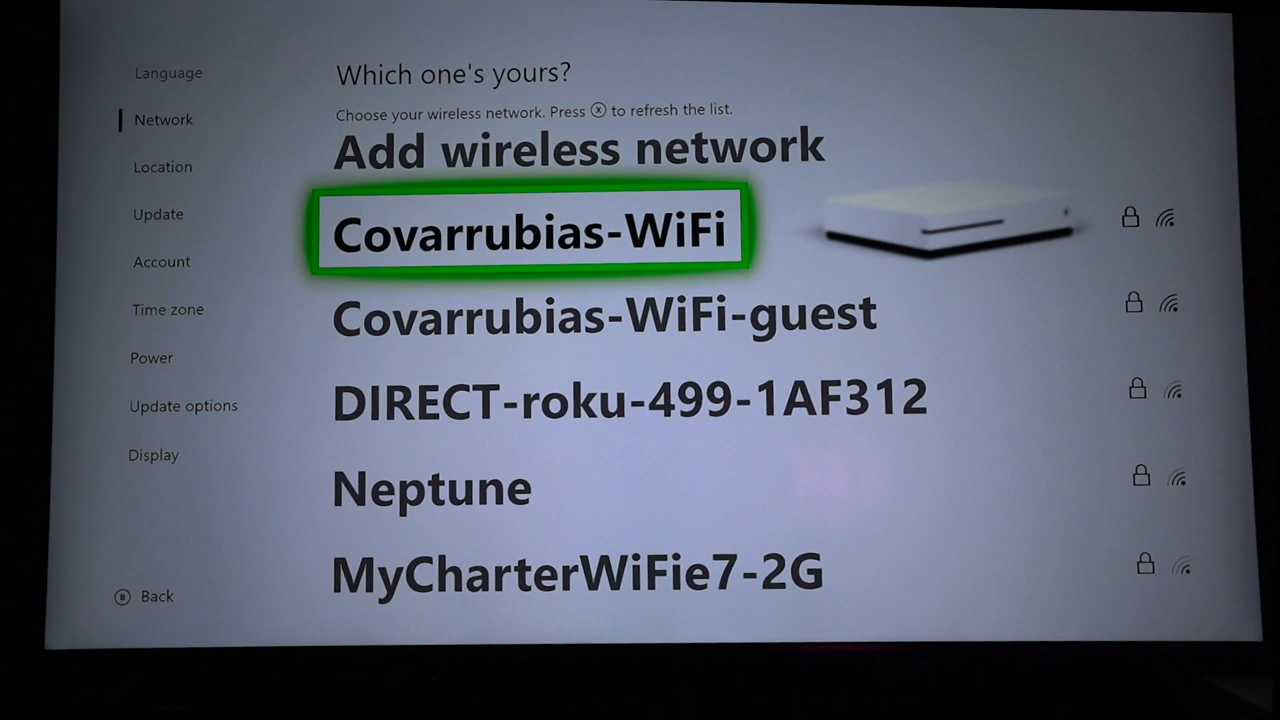 Language
Network
Location
Update
Account
Time zone
Power
Update options
Display
B Back
Which one's yours?
Choose your wireless network. Press X to refresh the list.
Add wireless network
Covarrubias-WiFi
Covarrubias-WiFi-guest
DIRECT-roku-499-1AF312
Neptune
MyCharterWiFie7-2G